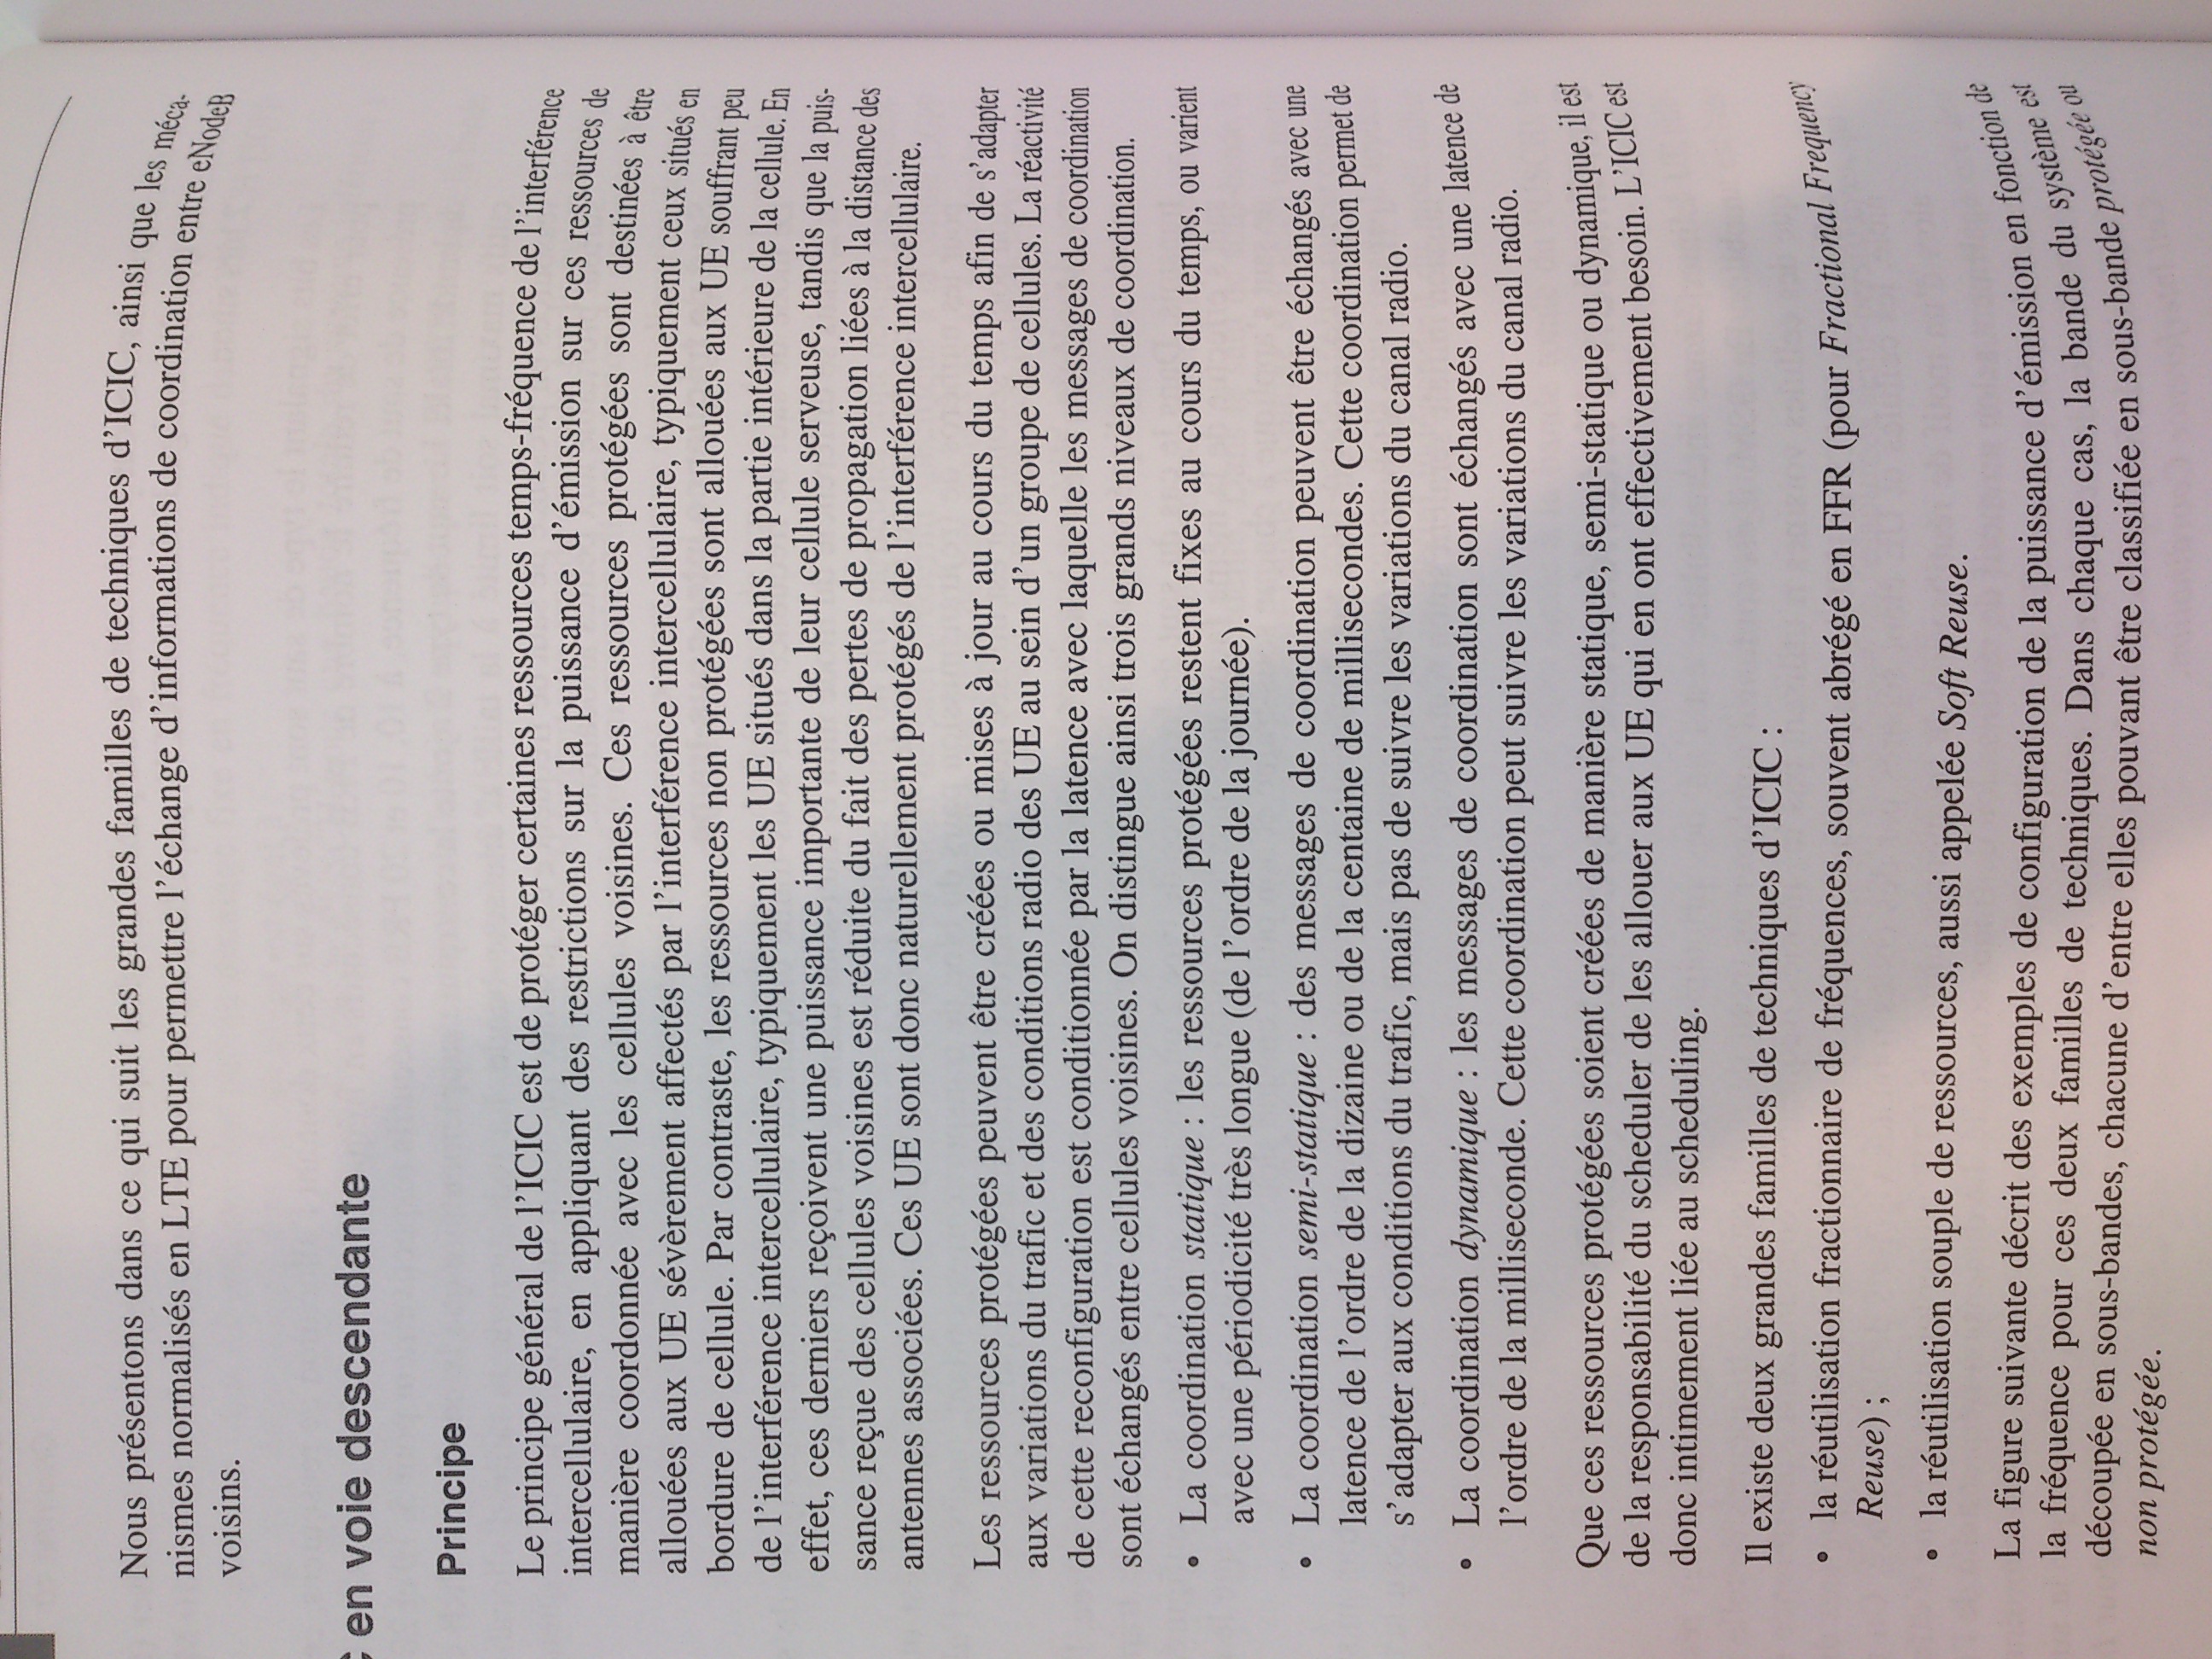 Nous présentons dans ce qui suit les grandes familles de techniques d'ICIC, ainsi que les méca-
nismes normalisés en LTE pour permettre l'échange d'informations de coordination entre eNodeB
voisins.
en voie descendante
Principe
Le principe général de l'ICIC est de protéger certaines ressources temps-fréquence de l'interférence
intercellulaire, en appliquant des restrictions sur la puissance d'émission sur ces ressources de
manière coordonnée avec les cellules voisines. Ces ressources protégées sont destinées à être
allouées aux UE sévèrement affectés par l'interférence intercellulaire, typiquement ceux situés en
bordure de cellule. Par contraste, les ressources non protégées sont allouées aux UE souffrant peu
de l'interférence intercellulaire, typiquement les UE situés dans la partie intérieure de la cellule. En
effet, ces derniers reçoivent une puissance importante de leur cellule serveuse, tandis que la puis-
sance reçue des cellules voisines est réduite du fait des pertes de propagation liées à la distance des
antennes associées. Ces UE sont donc naturellement protégés de l'interférence intercellulaire.
Les ressources protégées peuvent être créées ou mises à jour au cours du temps afin de s'adapter
aux variations du trafic et des conditions radio des UE au sein d'un groupe de cellules. La réactivité
de cette reconfiguration est conditionnée par la latence avec laquelle les messages de coordination
sont échangés entre cellules voisines. On distingue ainsi trois grands niveaux de coordination.
• La coordination statique : les ressources protégées restent fixes au cours du temps, ou varient
avec une périodicité très longue (de l'ordre de la journée).
• La coordination semi-statique : des messages de coordination peuvent être échangés avec une
latence de l'ordre de la dizaine ou de la centaine de millisecondes. Cette coordination permet de
s'adapter aux conditions du trafic, mais pas de suivre les variations du canal radio.
• La coordination dynamique : les messages de coordination sont échangés avec une latence de
l'ordre de la milliseconde. Cette coordination peut suivre les variations du canal radio.
Que ces ressources protégées soient créées de manière statique, semi-statique ou dynamique, il est
de la responsabilité du scheduler de les allouer aux UE qui en ont effectivement besoin. L'ICIC est
donc intimement liée au scheduling.
Il existe deux grandes familles de techniques d'ICIC :
• la réutilisation fractionnaire de fréquences, souvent abrégé en FFR (pour Fractional Frequency
Reuse) ;
• la réutilisation souple de ressources, aussi appelée Soft Reuse.
La figure suivante décrit des exemples de configuration de la puissance d'émission en fonction de
la fréquence pour ces deux familles de techniques. Dans chaque cas, la bande du système est
découpée en sous-bandes, chacune d'entre elles pouvant être classifiée en sous-bande protégée ou
non protégée.